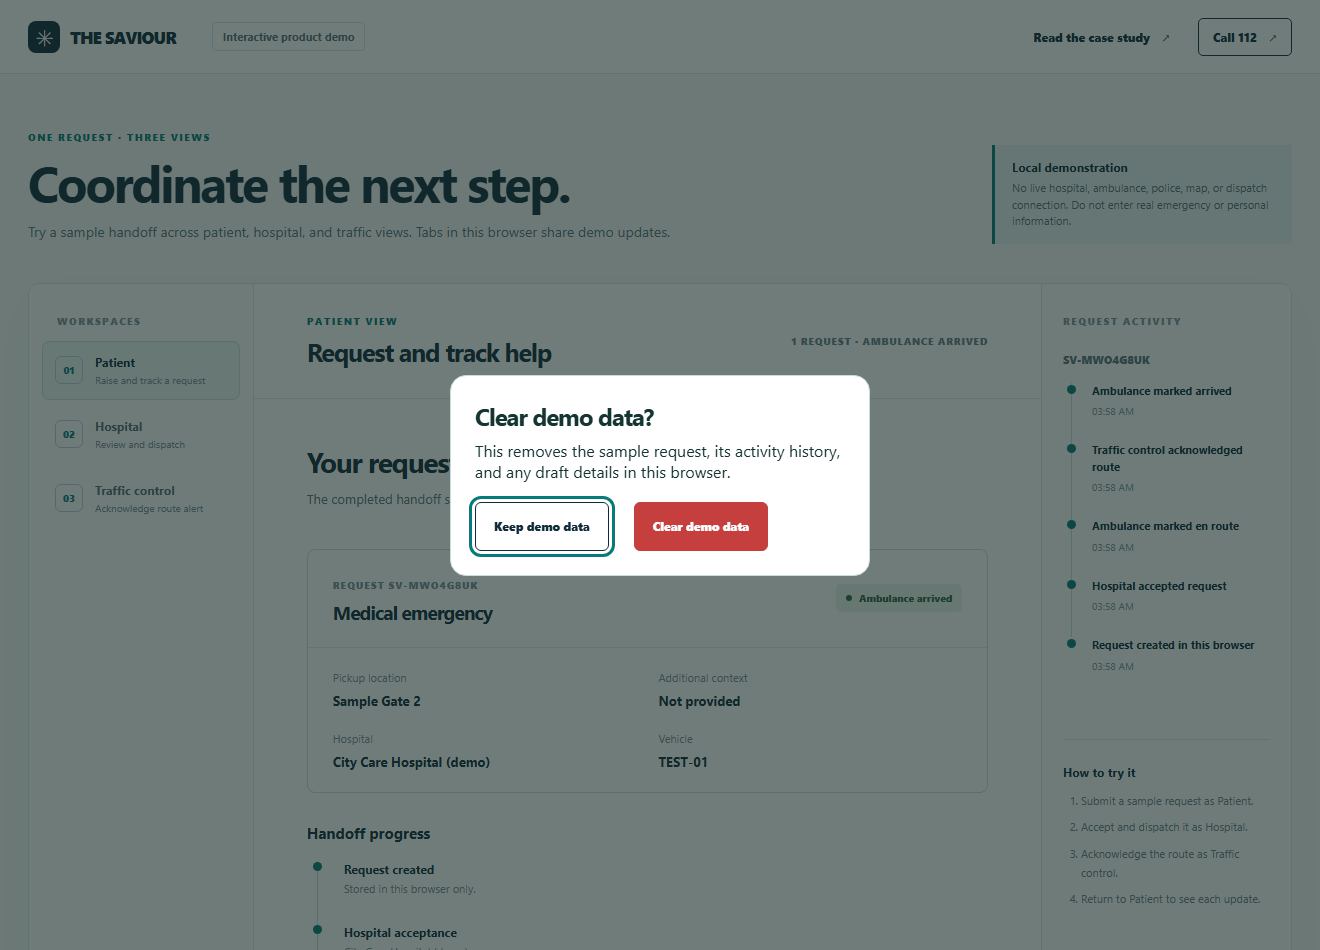 THE SAVIOUR
Interactive product demo
Read the case study ↗
Call 112 ↗
ONE REQUEST · THREE VIEWS
Coordinate the next step.
Try a sample handoff across patient, hospital, and traffic views. Tabs in this browser share demo updates.
Local demonstration
No live hospital, ambulance, police, map, or dispatch
connection. Do not enter real emergency or personal
information.
WORKSPACES
01
Patient
Raise and track a request
02
Hospital
Review and dispatch
03
Traffic control
Acknowledge route alert
PATIENT VIEW
Request and track help
1 REQUEST · AMBULANCE ARRIVED
Your reques
The completed handoff s
Clear demo data?
This removes the sample request, its activity history,
and any draft details in this browser.
Keep demo data
Clear demo data
REQUEST SV-MWO4G8UK
Medical emergency
Ambulance arrived
Pickup location
Sample Gate 2
Additional context
Not provided
Hospital
City Care Hospital (demo)
Vehicle
TEST-01
Handoff progress
Request created
Stored in this browser only.
Hospital acceptance
REQUEST ACTIVITY
SV-MWO4G8UK
Ambulance marked arrived
03:58 AM
Traffic control acknowledged
route
03:58 AM
Ambulance marked en route
03:58 AM
Hospital accepted request
03:58 AM
Request created in this browser
03:58 AM
How to try it
1. Submit a sample request as Patient.
2. Accept and dispatch it as Hospital.
3. Acknowledge the route as Traffic
control.
4. Return to Patient to see each update.